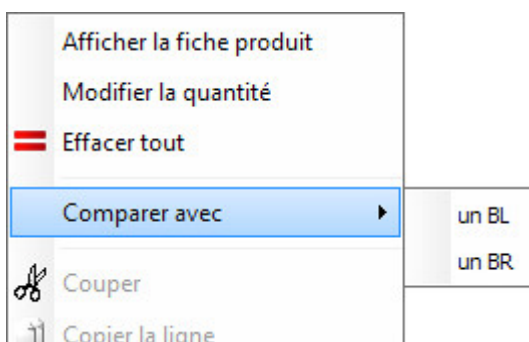 Afficher la fiche produit
Modifier la quantité
Effacer tout
Comparer avec
un BL
un BR
Couper
Copier la ligne